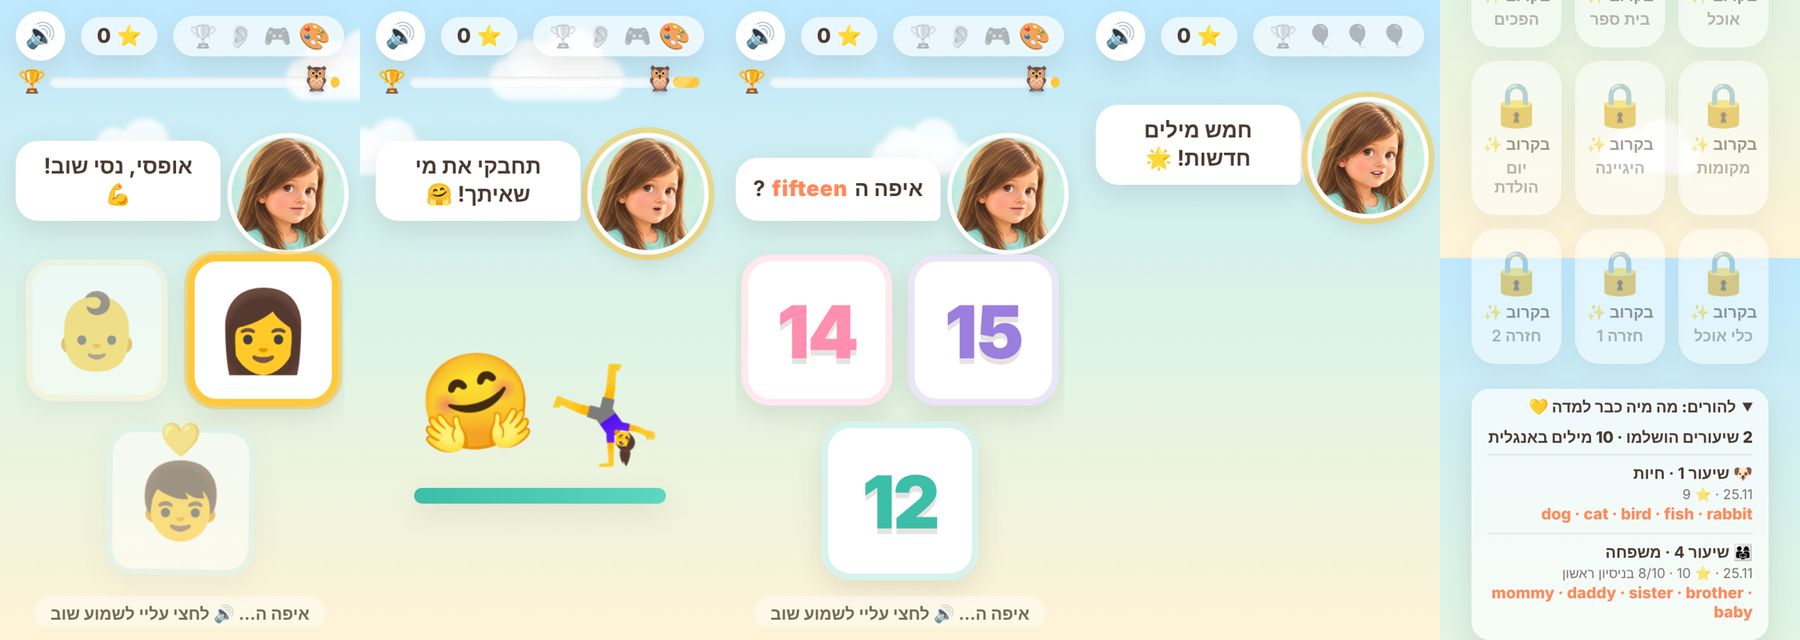 0
אופסי, נסי שוב!
איפה ה... לחצי עליי לשמוע שוב
0
תחבקי את מי
שאיתך!
0
איפה ה fifteen ?
14
15
12
איפה ה... לחצי עליי לשמוע שוב
0
חמש מילים
חדשות!
אוכל
בית ספר
הפכים
בקרוב
מקומות
בקרוב
היגיינה
בקרוב
יום
הולדת
בקרוב
כלי אוכל
בקרוב
חזרה 1
בקרוב
חזרה 2
▼ להורים: מה מיה כבר למדה
2 שיעורים הושלמו · 10 מילים באנגלית
שיעור 1 · חיות
25.11 · 9
dog · cat · bird · fish · rabbit
שיעור 4 · משפחה
25.11 · 10 · 8/10 בניסיון ראשון
mommy · daddy · sister · brother ·
baby